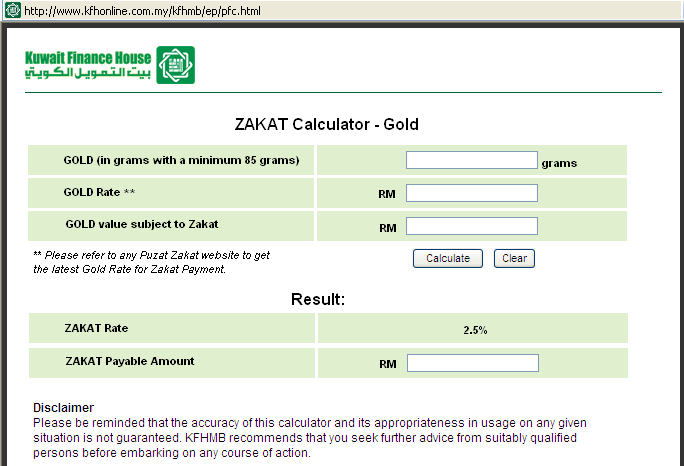 http://www.kfhonline.com.my/kfhmb/ep/pfc.html
Kuwait Finance House
بيت التمويل الكويتي
ZAKAT Calculator - Gold
GOLD (in grams with a minimum 85 grams) grams
GOLD Rate ** RM
GOLD value subject to Zakat RM
** Please refer to any Puzat Zakat website to get
the latest Gold Rate for Zakat Payment.
Calculate Clear
Result:
ZAKAT Rate 2.5%
ZAKAT Payable Amount RM
Disclaimer
Please be reminded that the accuracy of this calculator and its appropriateness in usage on any given
situation is not guaranteed. KFHMB recommends that you seek further advice from suitably qualified
persons before embarking on any course of action.